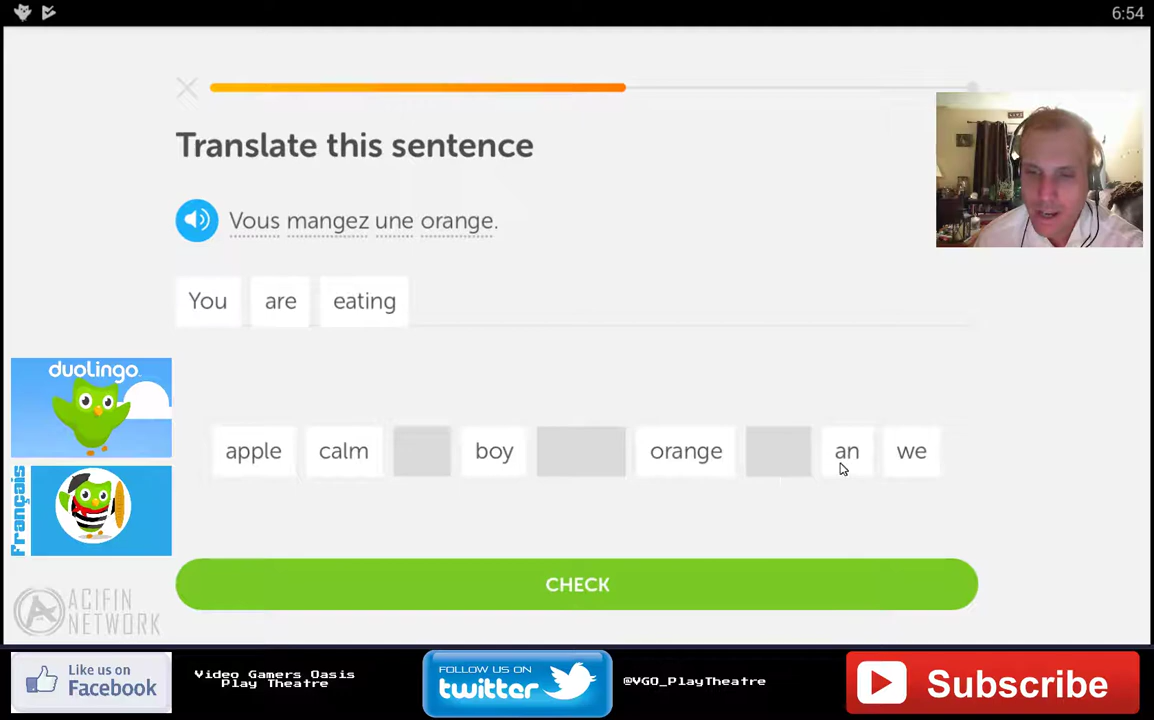 6:54
Translate this sentence
Vous mangez une orange.
You are eating
duolingo
apple calm boy orange an we
Français
CHECK
ACIFIN
NETWORK
Like us on
Facebook
Video Gamers Oasis
Play Theatre
FOLLOW US ON
twitter
@VGO_PlayTheatre
Subscribe